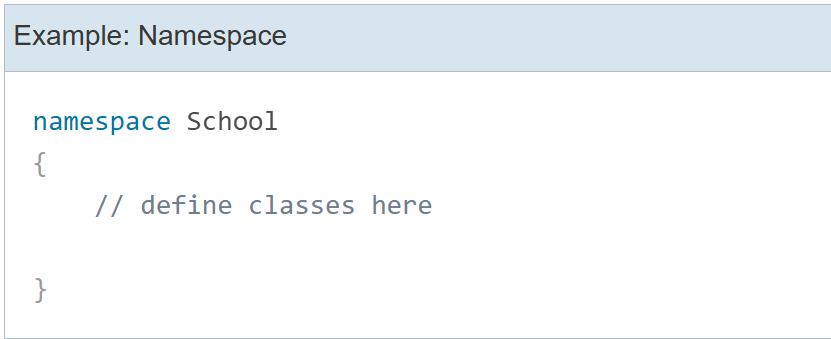 Example: Namespace
namespace School
{
// define classes here
}